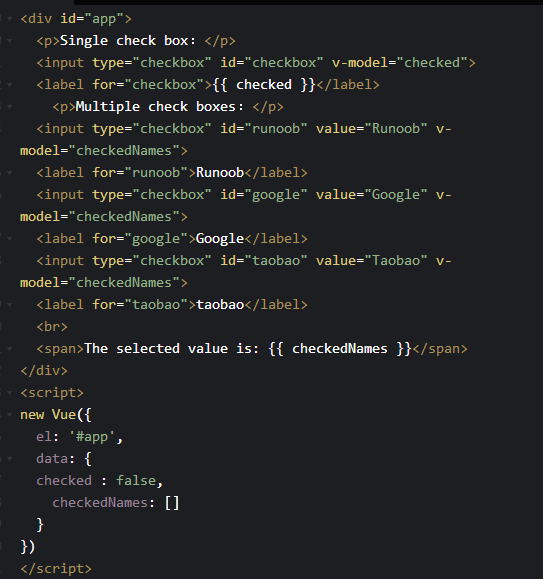 <div id="app">
  <p>Single check box: </p>
  <input type="checkbox" id="checkbox" v-model="checked">
  <label for="checkbox">{{ checked }}</label>
    <p>Multiple check boxes: </p>
  <input type="checkbox" id="runoob" value="Runoob" v-
model="checkedNames">
  <label for="runoob">Runoob</label>
  <input type="checkbox" id="google" value="Google" v-
model="checkedNames">
  <label for="google">Google</label>
  <input type="checkbox" id="taobao" value="Taobao" v-
model="checkedNames">
  <label for="taobao">taobao</label>
  <br>
  <span>The selected value is: {{ checkedNames }}</span>
</div>
<script>
new Vue({
  el: '#app',
  data: {
  checked : false,
    checkedNames: []
  }
})
</script>